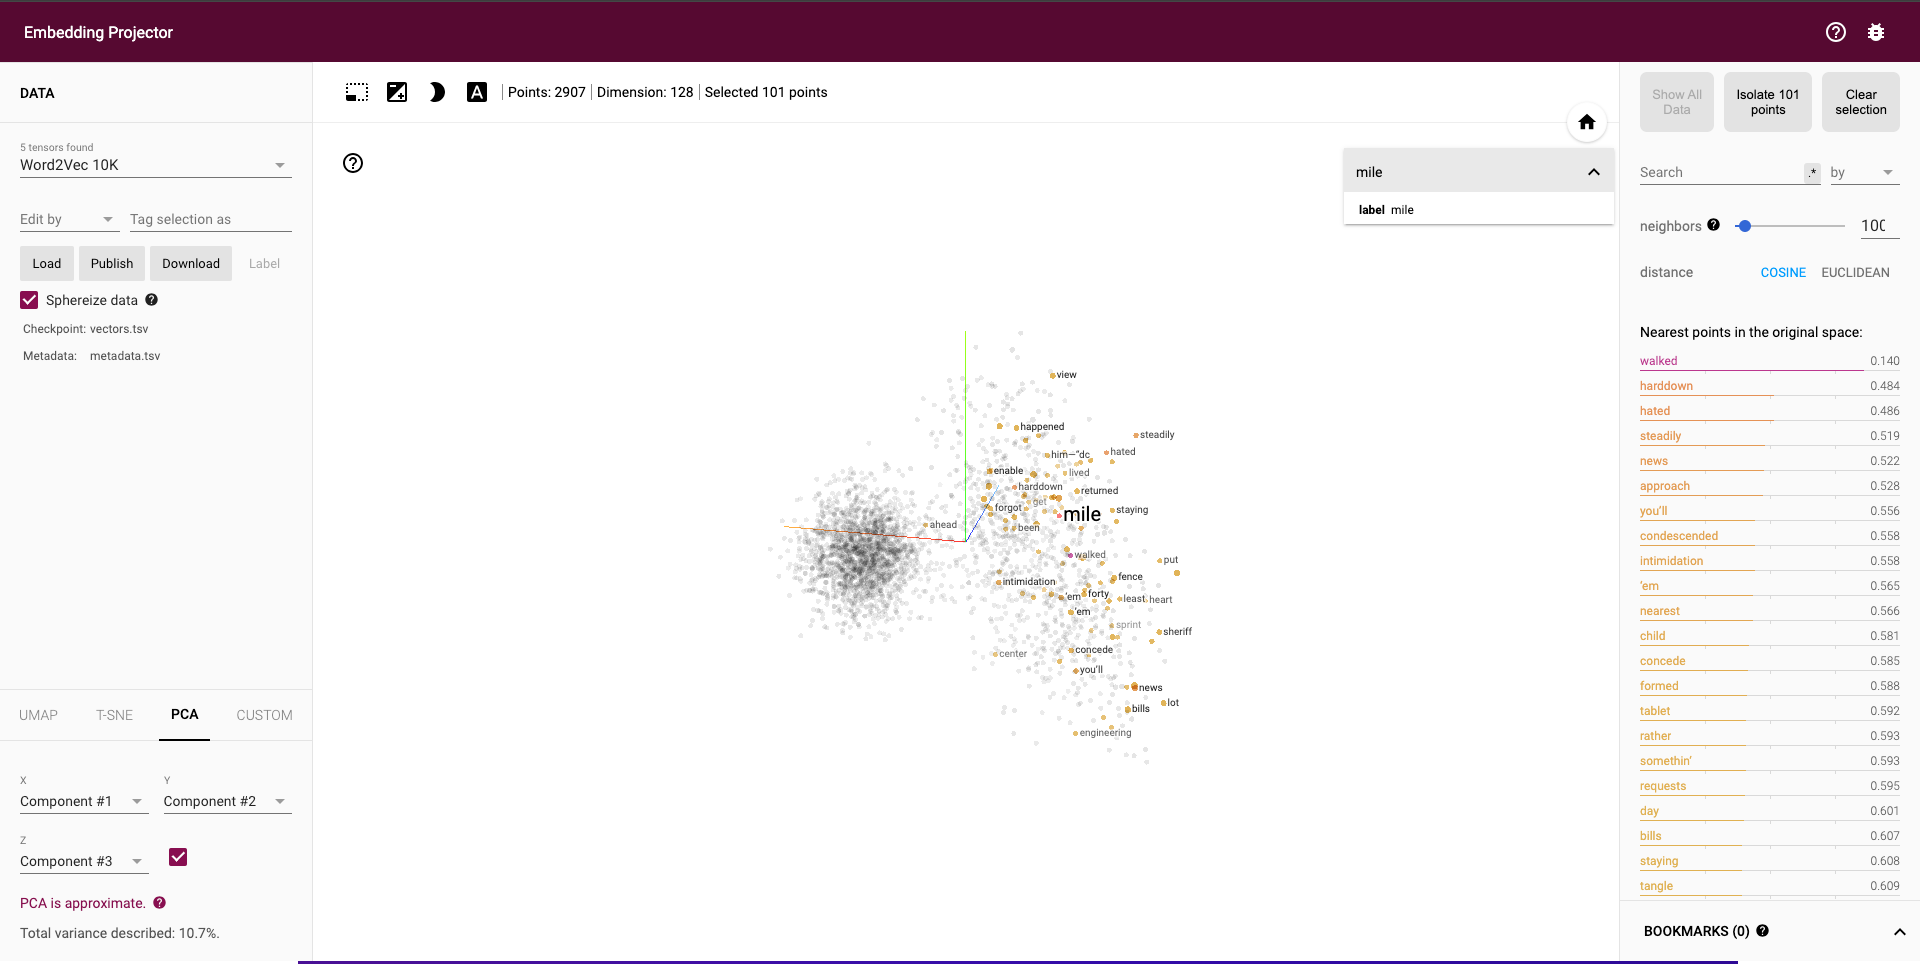 Embedding Projector
DATA
5 tensors found
Word2Vec 10K
Edit by
Tag selection as
Load
Publish
Download
Label
Sphereize data
Checkpoint: vectors.tsv
Metadata: metadata.tsv
UMAP
T-SNE
PCA
CUSTOM
X
Component #1
Y
Component #2
Z
Component #3
PCA is approximate.
Total variance described: 10.7%.
A
Points: 2907
Dimension: 128
Selected 101 points
mile
label mile
view
happened
steadily
him—“dc
hated
enable
lived
harddown
returned
get
forgot
mile
staying
ahead
been
walked
put
intimidation
fence
'em
forty
least
heart
'em
sprint
sheriff
center
concede
you'll
news
lot
bills
engineering
Show All Data
Isolate 101 points
Clear selection
Search
.*
by
neighbors
100
distance
COSINE
EUCLIDEAN
Nearest points in the original space:
walked 0.140
harddown 0.484
hated 0.486
steadily 0.519
news 0.522
approach 0.528
you'll 0.556
condescended 0.558
intimidation 0.558
'em 0.565
nearest 0.566
child 0.581
concede 0.585
formed 0.588
tablet 0.592
rather 0.593
somethin' 0.593
requests 0.595
day 0.601
bills 0.607
staying 0.608
tangle 0.609
BOOKMARKS (0)